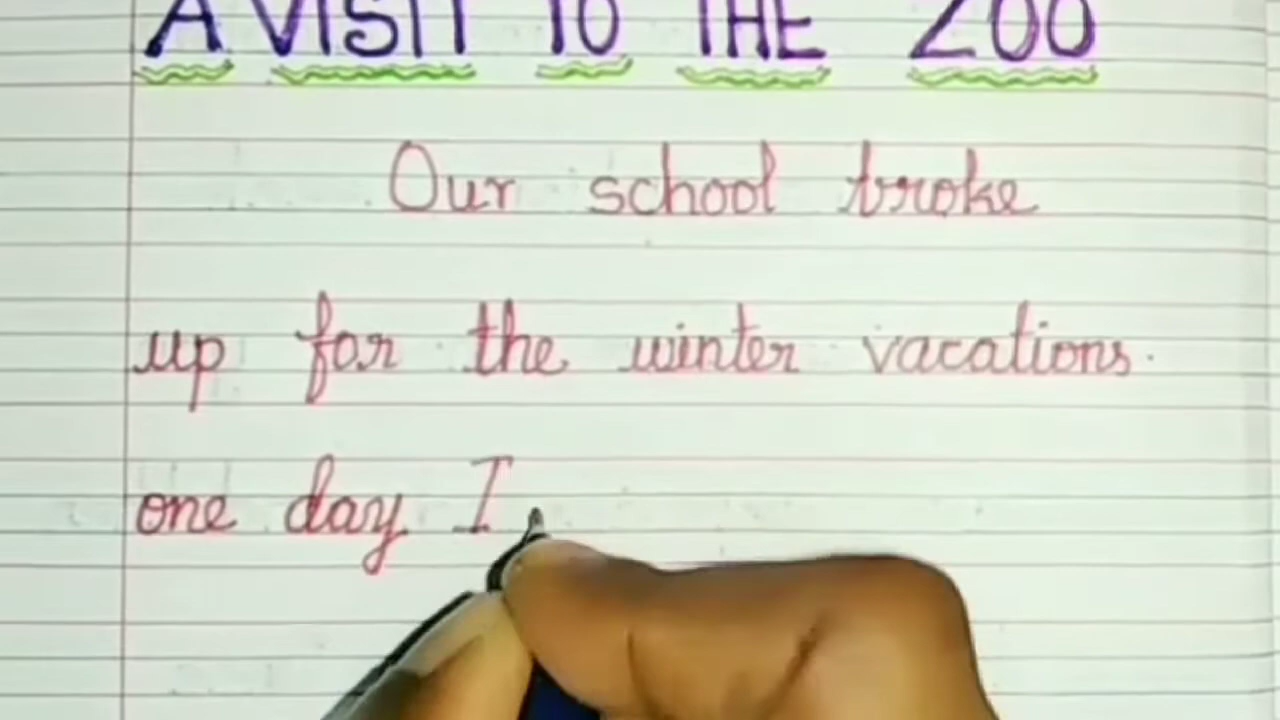 A VISIT TO THE ZOO
Our school broke
up for the winter vacations.
one day I